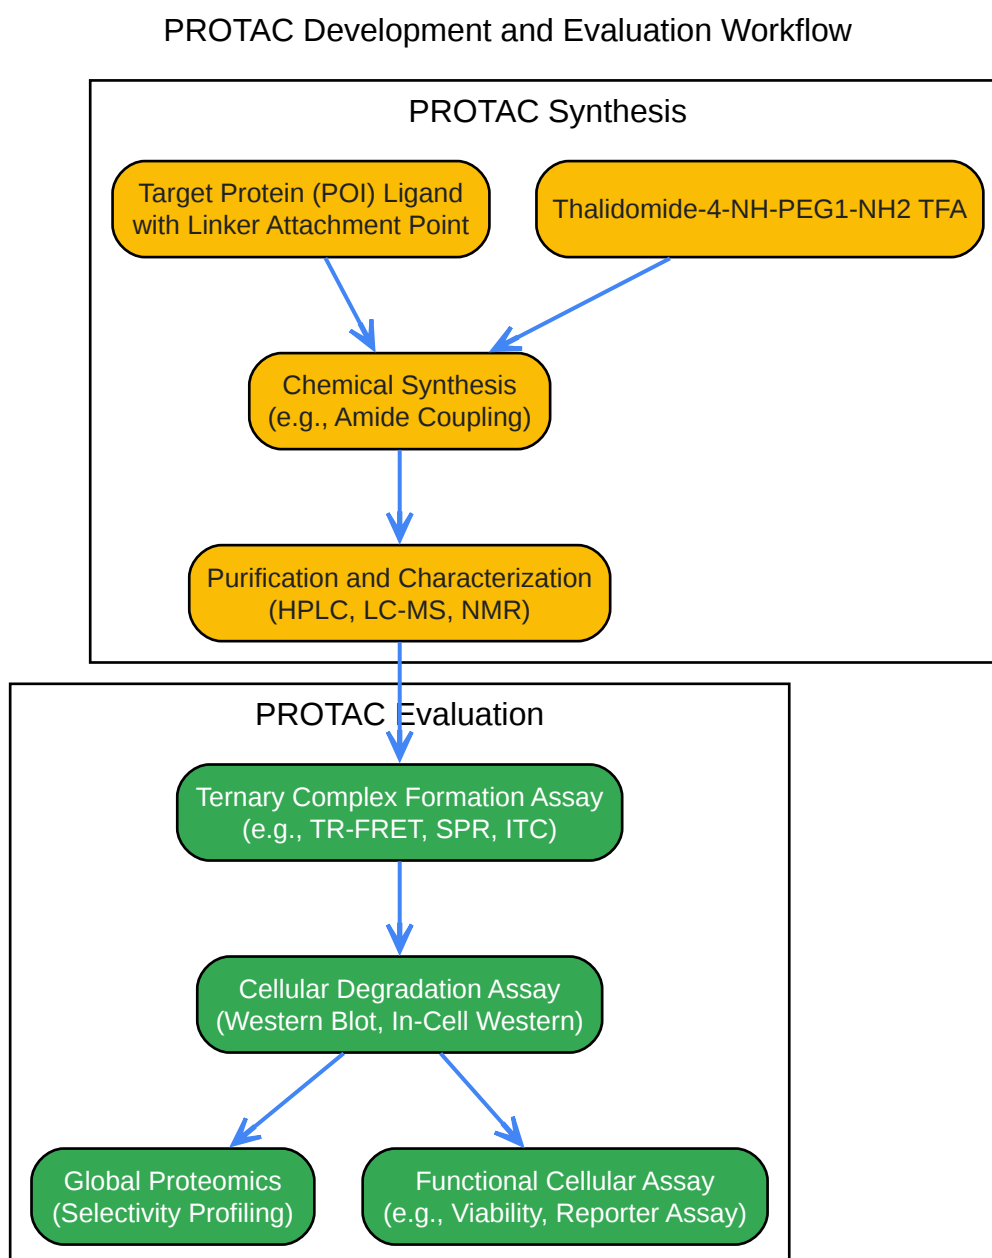 PROTAC Development and Evaluation Workflow
PROTAC Synthesis
Target Protein (POI) Ligand
with Linker Attachment Point
Thalidomide-4-NH-PEG1-NH2 TFA
Chemical Synthesis
(e.g., Amide Coupling)
Purification and Characterization
(HPLC, LC-MS, NMR)
PROTAC Evaluation
Ternary Complex Formation Assay
(e.g., TR-FRET, SPR, ITC)
Cellular Degradation Assay
(Western Blot, In-Cell Western)
Global Proteomics
(Selectivity Profiling)
Functional Cellular Assay
(e.g., Viability, Reporter Assay)